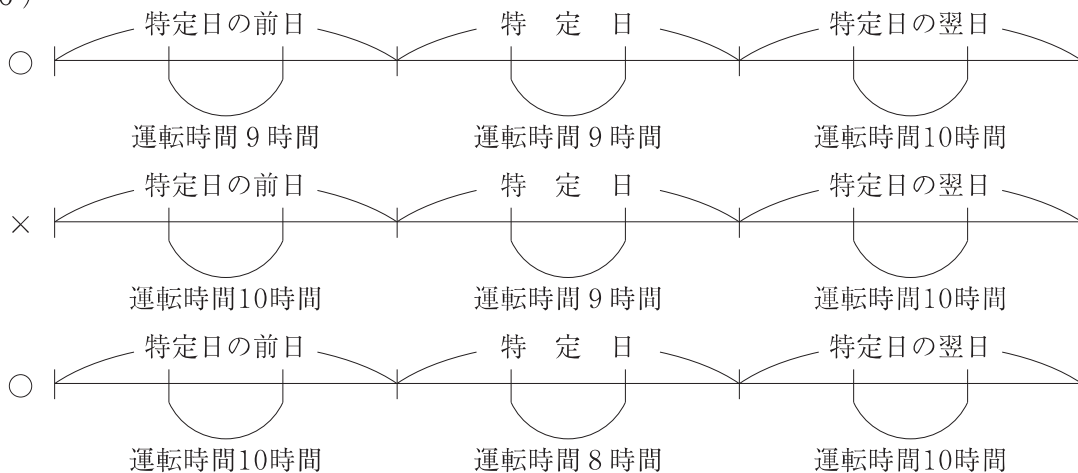 特定日の前日 特 定 日 特定日の翌日
○
運転時間9時間 運転時間9時間 運転時間10時間
特定日の前日 特 定 日 特定日の翌日
×
運転時間10時間 運転時間9時間 運転時間10時間
特定日の前日 特 定 日 特定日の翌日
○
運転時間10時間 運転時間8時間 運転時間10時間